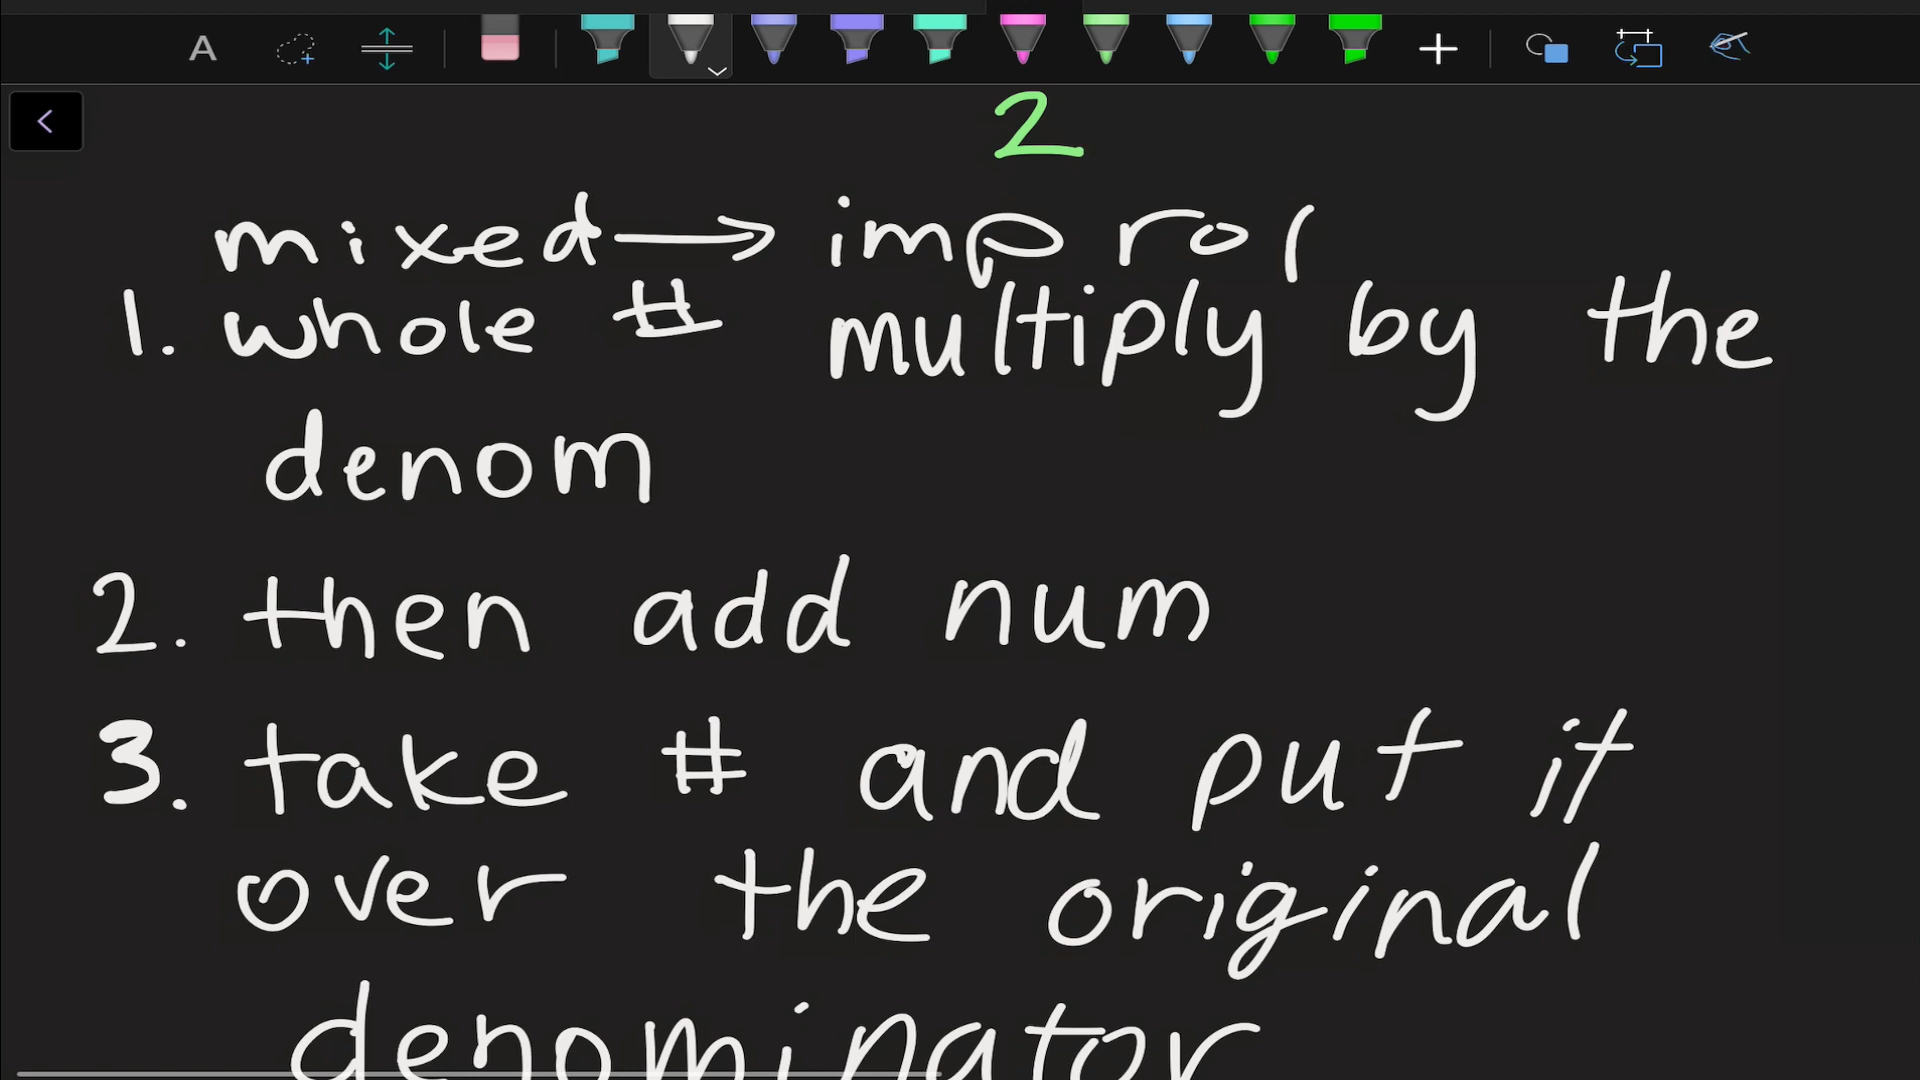 A
2
mixed → impror
1. whole # multiply by the
denom
2. then add num
3. take # and put it
over the original
denominator